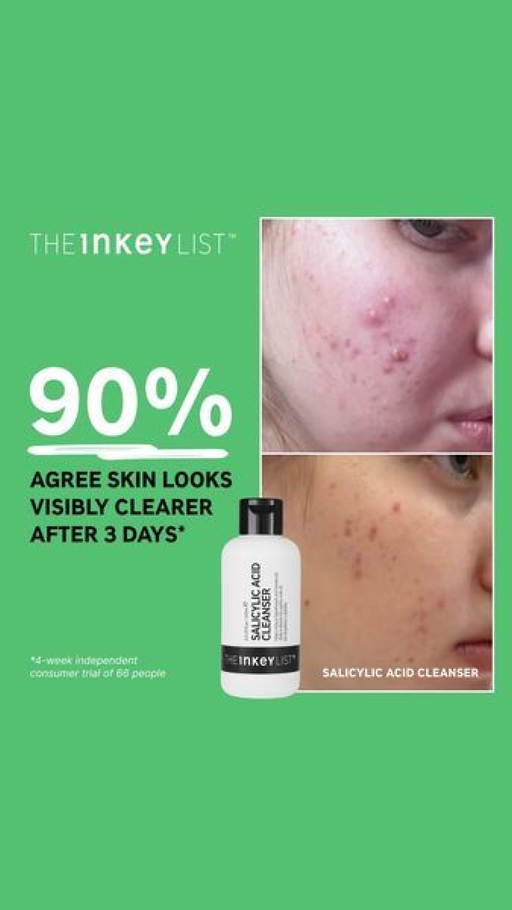 THE INKEY LIST™
90%
AGREE SKIN LOOKS
VISIBLY CLEARER
AFTER 3 DAYS*
*4-week independent
consumer trial of 66 people
SALICYLIC ACID
CLEANSER
THE INKEY LIST™
SALICYLIC ACID CLEANSER